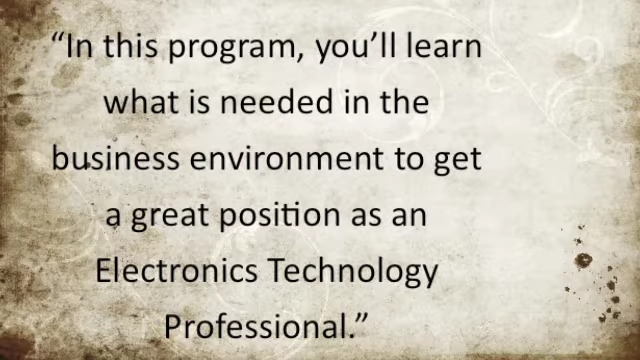 “In this program, you’ll learn
what is needed in the
business environment to get
a great position as an
Electronics Technology
Professional.”